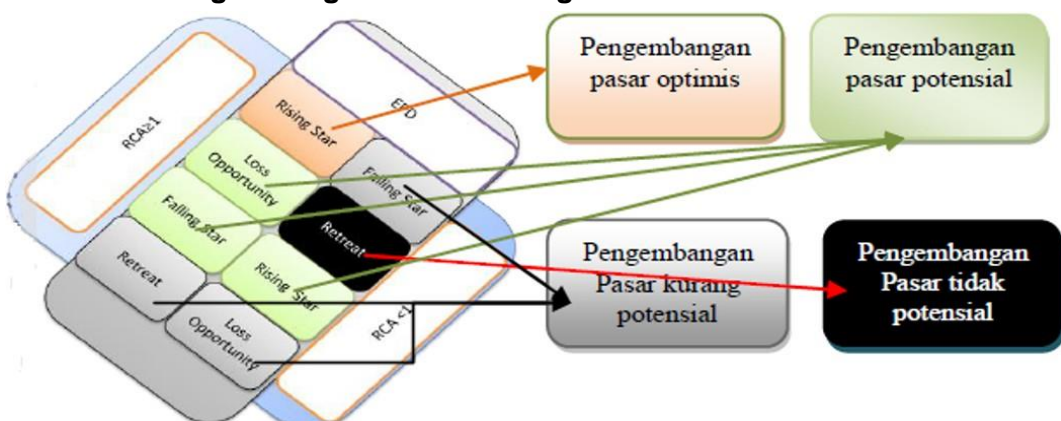 Pengembangan
pasar optimis
Pengembangan
pasar potensial
EPD
RCA≥1
Rising Star
Loss
Opportunity
Falling Star
Falling
Star
Retreat
Retreat
Rising Star
Loss
Opportunity
RCA <1
Pengembangan
Pasar kurang
potensial
Pengembangan
Pasar tidak
potensial